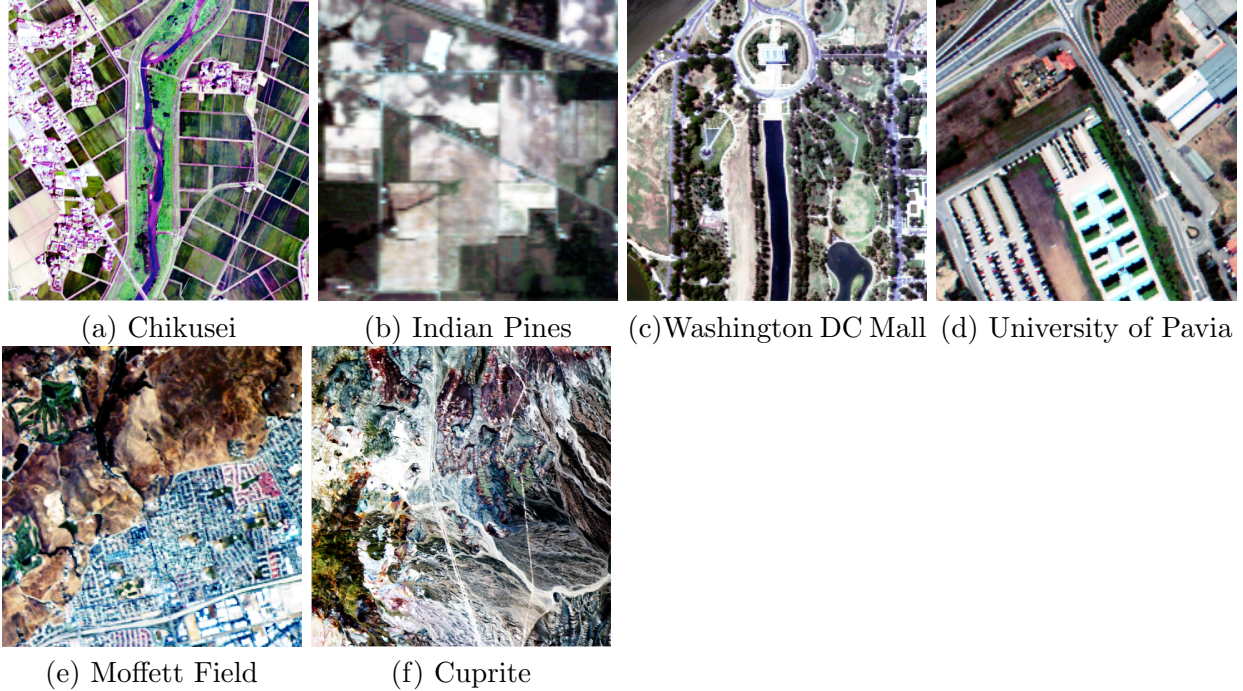 (a) Chikusei
(b) Indian Pines
(c)Washington DC Mall
(d) University of Pavia
(e) Moffett Field
(f) Cuprite